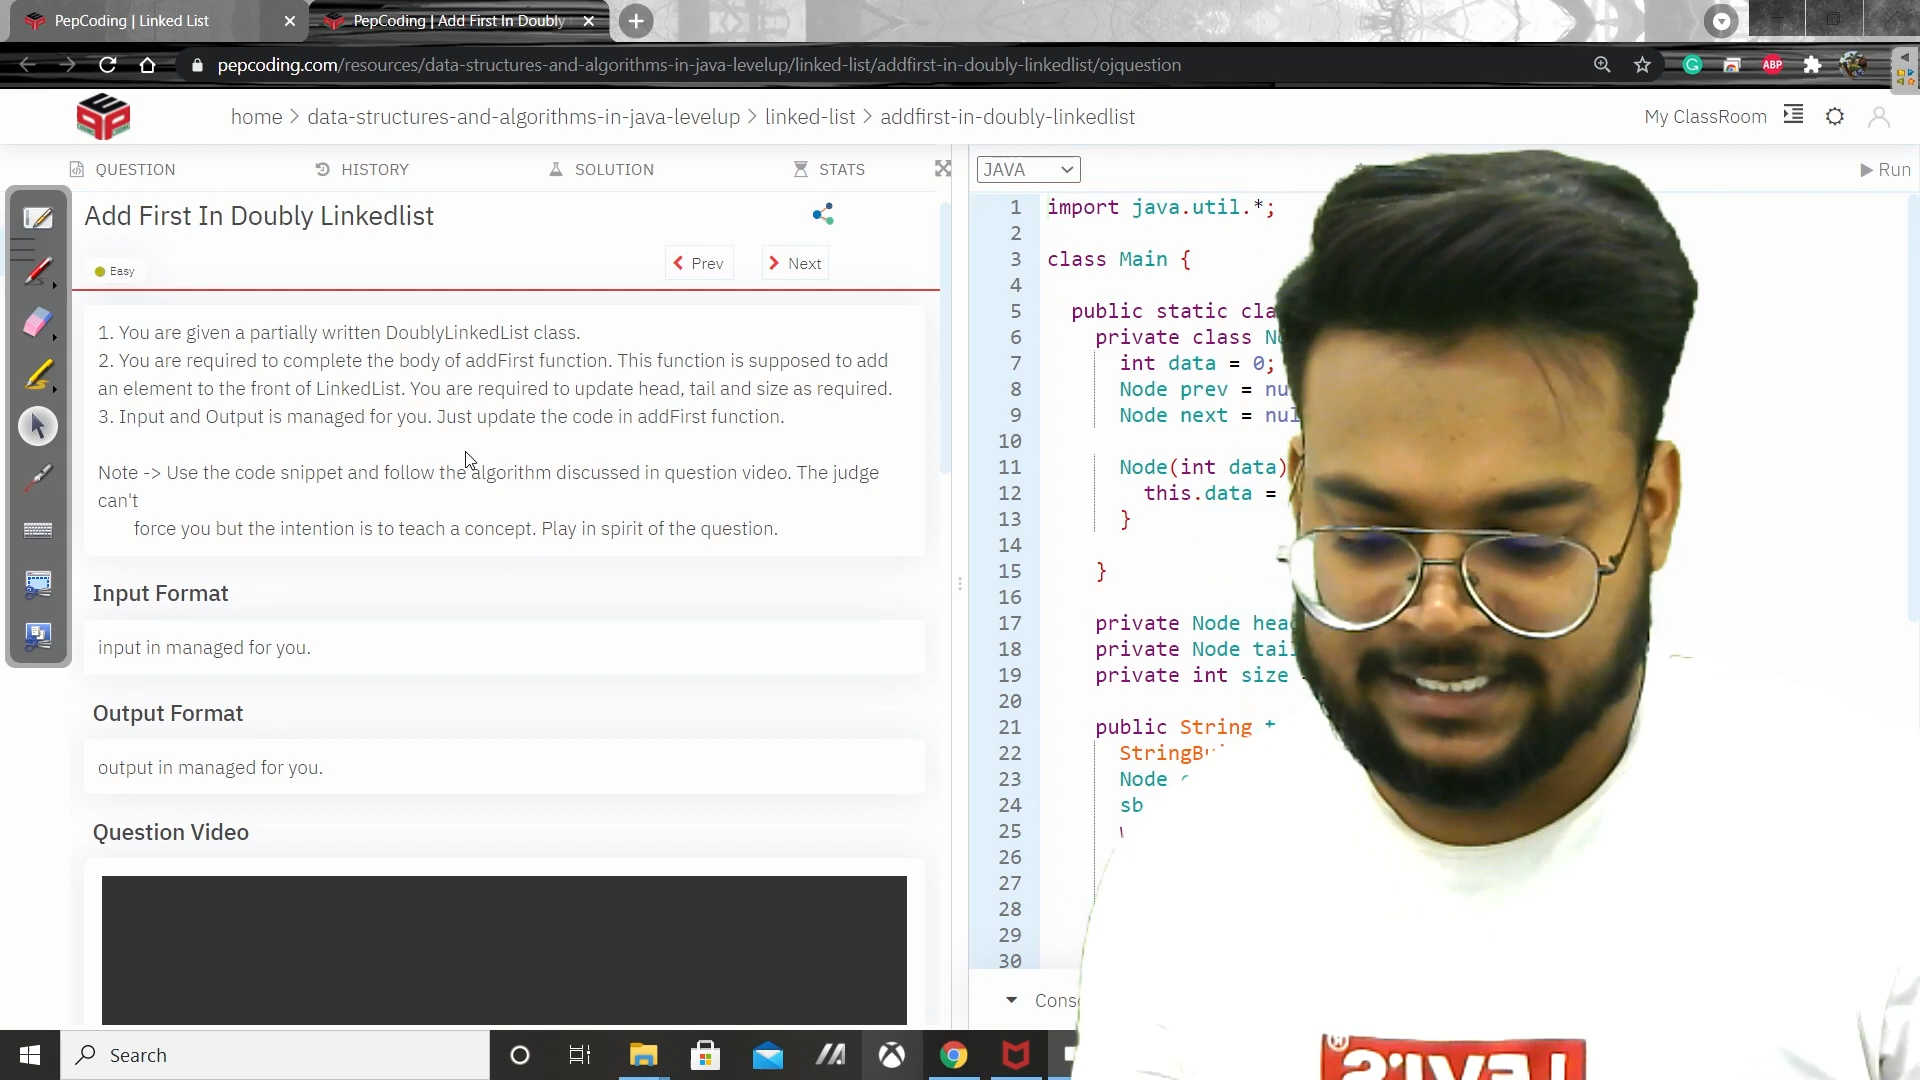 PepCoding | Linked List
PepCoding | Add First In Doubly
pepcoding.com/resources/data-structures-and-algorithms-in-java-levelup/linked-list/addfirst-in-doubly-linkedlist/ojquestion
ABP
home > data-structures-and-algorithms-in-java-levelup > linked-list > addfirst-in-doubly-linkedlist
My ClassRoom
QUESTION
HISTORY
SOLUTION
STATS
JAVA
Run
Add First In Doubly Linkedlist
Easy
Prev
Next
1. You are given a partially written DoublyLinkedList class.
2. You are required to complete the body of addFirst function. This function is supposed to add
an element to the front of LinkedList. You are required to update head, tail and size as required.
3. Input and Output is managed for you. Just update the code in addFirst function.
Note -> Use the code snippet and follow the algorithm discussed in question video. The judge
can't
force you but the intention is to teach a concept. Play in spirit of the question.
Input Format
input in managed for you.
Output Format
output in managed for you.
Question Video
1 import java.util.*;
2
3 class Main {
4
5 public static cla
6 private class N
7 int data = 0;
8 Node prev = nu
9 Node next = nul
10
11 Node(int data)
12 this.data =
13 }
14
15 }
16
17 private Node hea
18 private Node tai
19 private int size
20
21 public String
22 StringBu
23 Node
24 sb
25
26
27
28
29
30
Conso
Search
LEVI'S